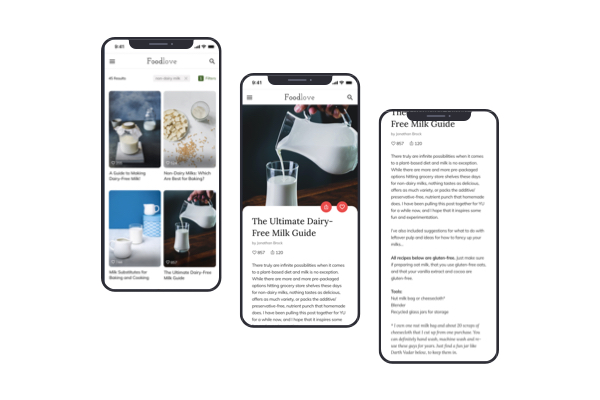 9:41
Foodlove
45 Results
non-dairy milk
Filters
A Guide to Making
Dairy-Free Milk!
Non-Dairy Milks: Which
Are Best for Baking?
Milk Substitutes for
Baking and Cooking
The Ultimate Dairy-Free
Milk Guide
9:41
Foodlove
The Ultimate Dairy-
Free Milk Guide
by Jonathan Brock
857
120
There truly are infinite possibilities when it comes
to a plant-based diet and milk is no exception.
While there are more and more pre-packaged
options hitting grocery store shelves these days
for non-dairy milks, nothing tastes as delicious,
offers as much variety, or packs the additive/
preservative-free, nutrient punch that homemade
does. I have been pulling this post together for YU
for a while now, and I hope that it inspires some
Free Milk Guide
by Jonathan Brock
857
120
There truly are infinite possibilities when it comes
to a plant-based diet and milk is no exception.
While there are more and more pre-packaged
options hitting grocery store shelves these days
for non-dairy milks, nothing tastes as delicious,
offers as much variety, or packs the additive/
preservative-free, nutrient punch that homemade
does. I have been pulling this post together for YU
for a while now, and I hope that it inspires some
fun and experimentation.
I've also included suggestions for what to do with
leftover pulp and ideas for how to fancy up your
milks...
All recipes below are gluten-free. Just make sure
if preparing oat milk, that you use gluten-free oats;
and that your vanilla extract and cocoa are
gluten-free.
Tools:
Nut milk bag or cheesecloth*
Blender
Recycled glass jars for storage
* I own one nut milk bag and about 20 scraps of
cheesecloth that I cut up from one purchase. You
can definitely hand wash, machine wash and re-
use these guys for years. Just find a fun jar like
Darth Vader below, to keep them in.